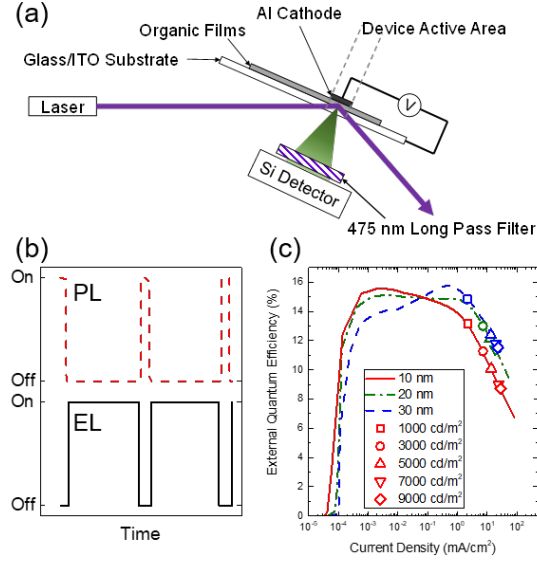 (a)
Al Cathode
Organic Films
Device Active Area
Glass/ITO Substrate
V
Laser
Si Detector
475 nm Long Pass Filter
(b)
On
PL
Off
On
EL
Off
Time
(c)
External Quantum Efficiency (%)
16
14
12
10
8
6
4
2
0
10 nm
20 nm
30 nm
1000 cd/m²
3000 cd/m²
5000 cd/m²
7000 cd/m²
9000 cd/m²
10⁻⁵ 10⁻⁴ 10⁻³ 10⁻² 10⁻¹ 10⁰ 10¹ 10²
Current Density (mA/cm²)